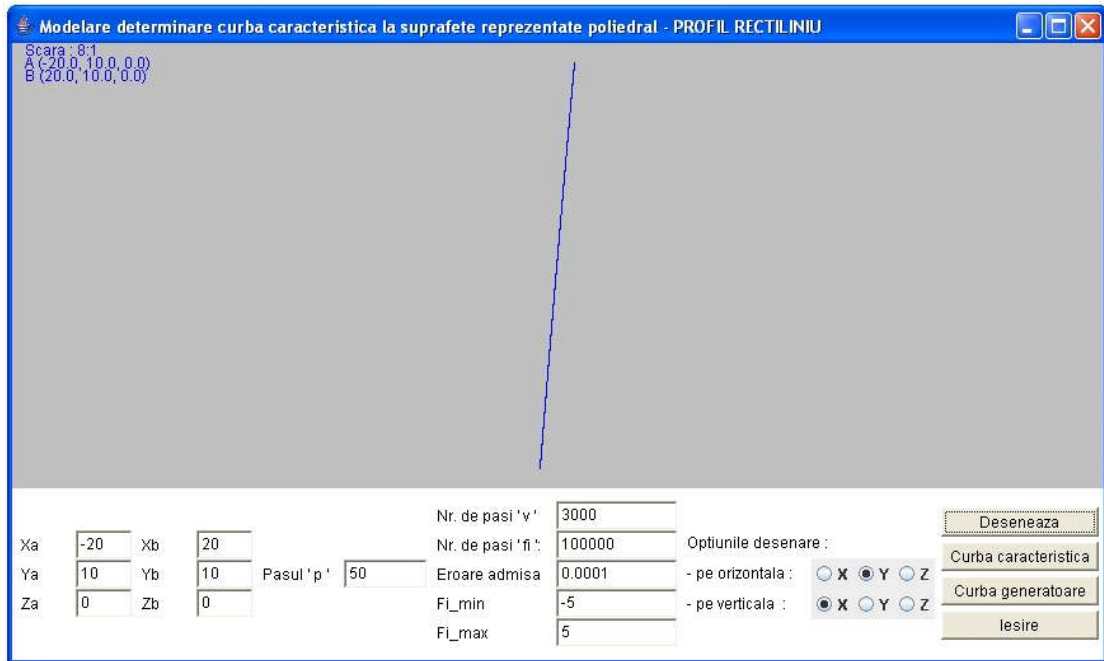 Modelare determinare curba caracteristica la suprafete reprezentate poliedral - PROFIL RECTILINIU
Scara : 8:1
A (-20.0, 10.0, 0.0)
B (20.0, 10.0, 0.0)
Xa -20 Xb 20
Ya 10 Yb 10 Pasul ' p ' 50
Za 0 Zb 0
Nr. de pasi ' v ' 3000
Nr. de pasi ' fi ': 100000
Eroare admisa 0.0001
Fi_min -5
Fi_max 5
Optiunile desenare :
- pe orizontala : X Y Z
- pe verticala : X Y Z
Deseneaza
Curba caracteristica
Curba generatoare
Iesire